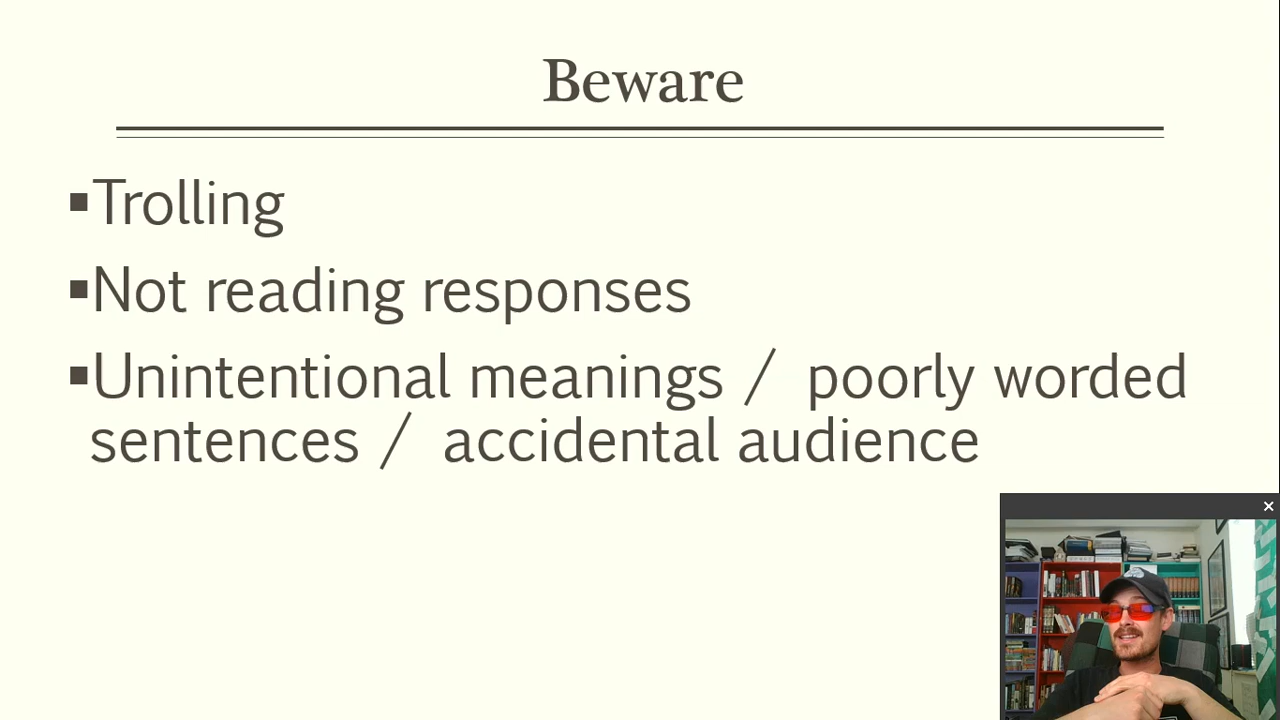 Beware
▪Trolling
▪Not reading responses
▪Unintentional meanings / poorly worded
sentences / accidental audience